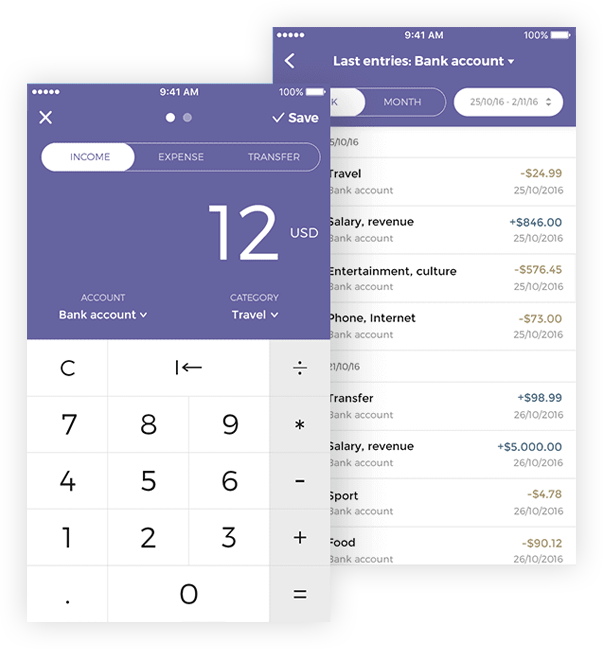 9:41 AM 100%
Last entries: Bank account
K MONTH 25/10/16 - 2/11/16
5/10/16
Travel -$24.99
Bank account 25/10/2016
Salary, revenue +$846.00
Bank account 25/10/2016
Entertainment, culture -$576.45
Bank account 25/10/2016
Phone, Internet -$73.00
Bank account 25/10/2016
21/10/16
Transfer +$98.99
Bank account 26/10/2016
Salary, revenue +$5.000.00
Bank account 26/10/2016
Sport -$4.78
Bank account 26/10/2016
Food -$90.12
Bank account 26/10/2016
9:41 AM 100%
Save
INCOME EXPENSE TRANSFER
12 USD
ACCOUNT CATEGORY
Bank account Travel
C ÷
7 8 9 *
4 5 6 -
1 2 3 +
. 0 =